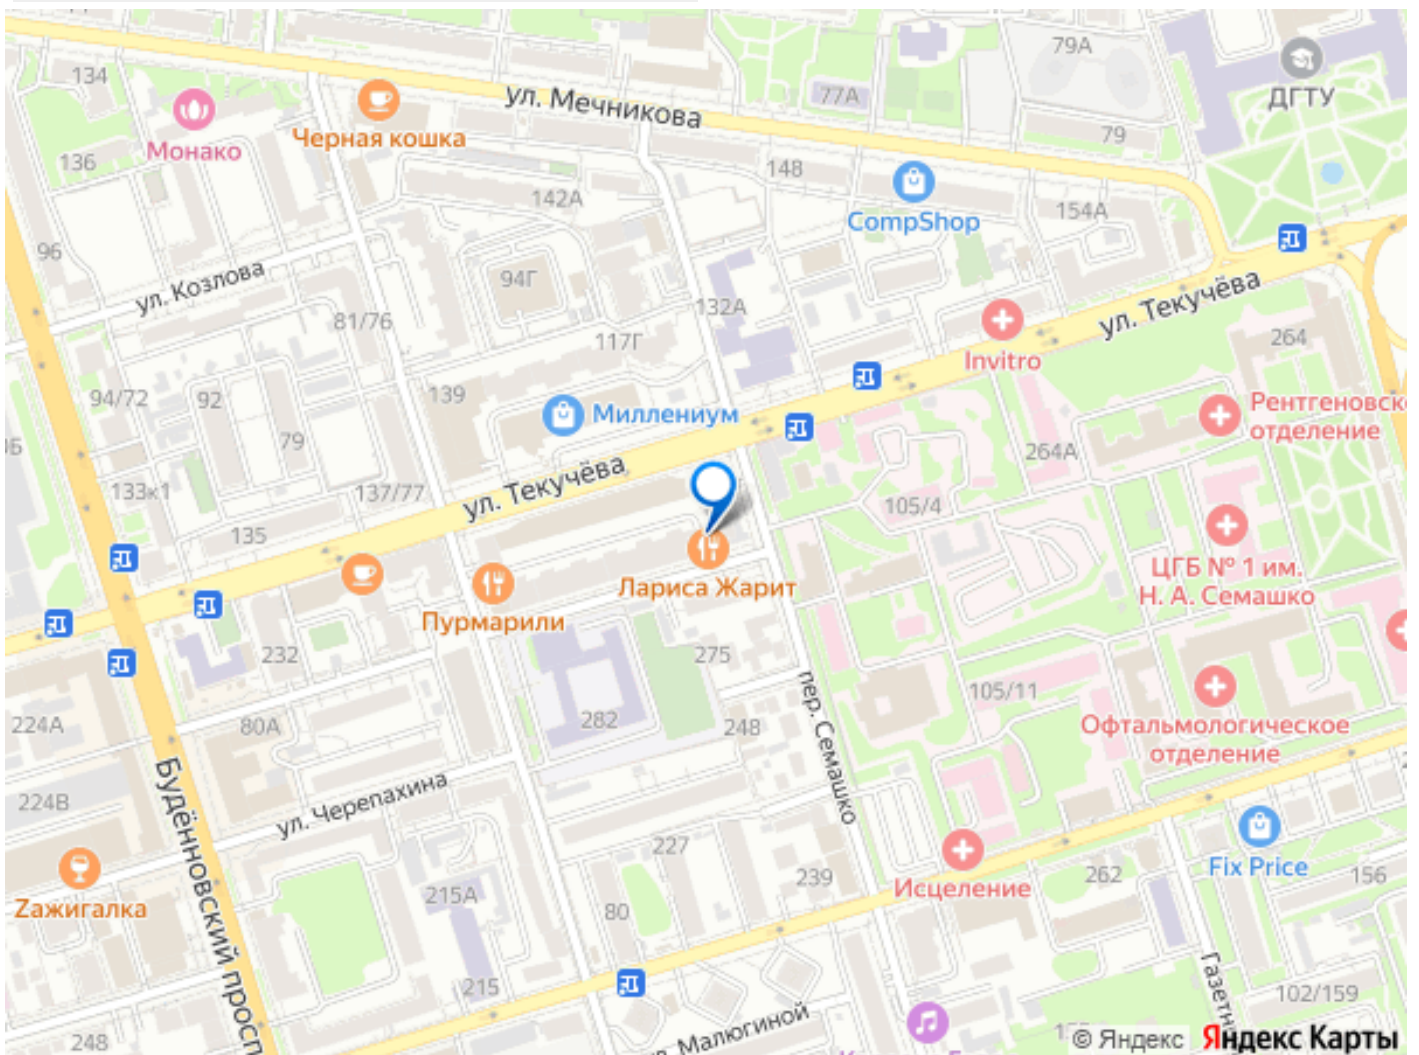 134
79А
ДГТУ
77А
ул. Мечникова
Черная кошка
Монако
79
136
148
142А
154А
CompShop
96
ул. Козлова
94Г
132А
ул. Текучёва
81/76
117Г
Invitro
264
139
94/72
92
Миллениум
Рентгеновск
отделение
79
264А
133к1
137/77
ул. Текучёва
105/4
135
ЦГБ № 1 им.
Н. А. Семашко
Лариса Жарит
Пурмарили
232
275
105/11
пер. Семашко
224А
80А
282
248
Офтальмологическое
отделение
Будённовский просп
224В
ул. Черепахина
227
Fix Price
239
262
156
Исцеление
215А
Zажигалка
80
Газетн
215
102/159
Малюгиной
248
© Яндекс
Яндекс Карты